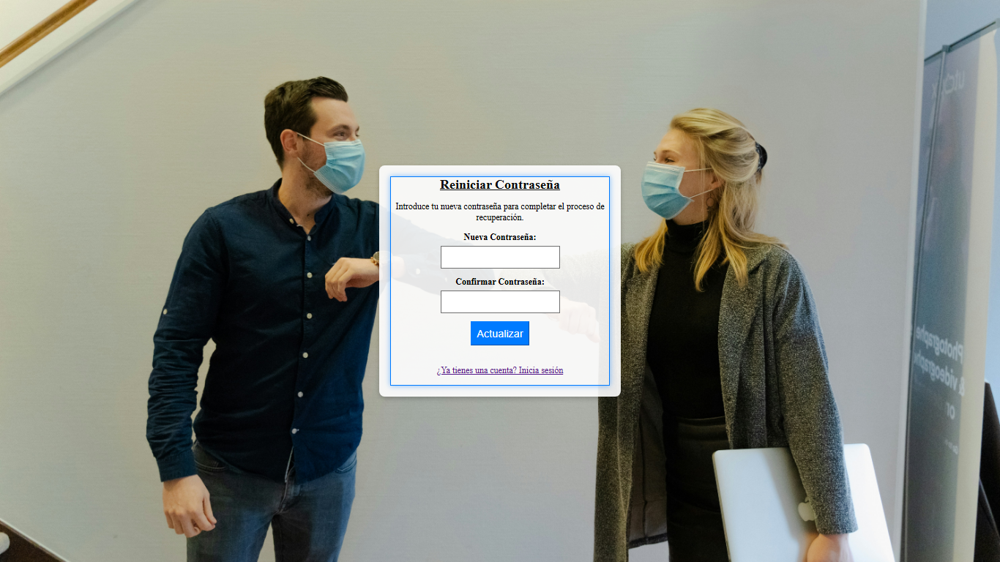 Reiniciar Contraseña
Introduce tu nueva contraseña para completar el proceso de
recuperación.
Nueva Contraseña:
Confirmar Contraseña:
Actualizar
¿Ya tienes una cuenta? Inicia sesión
Photographe
& videographe
or